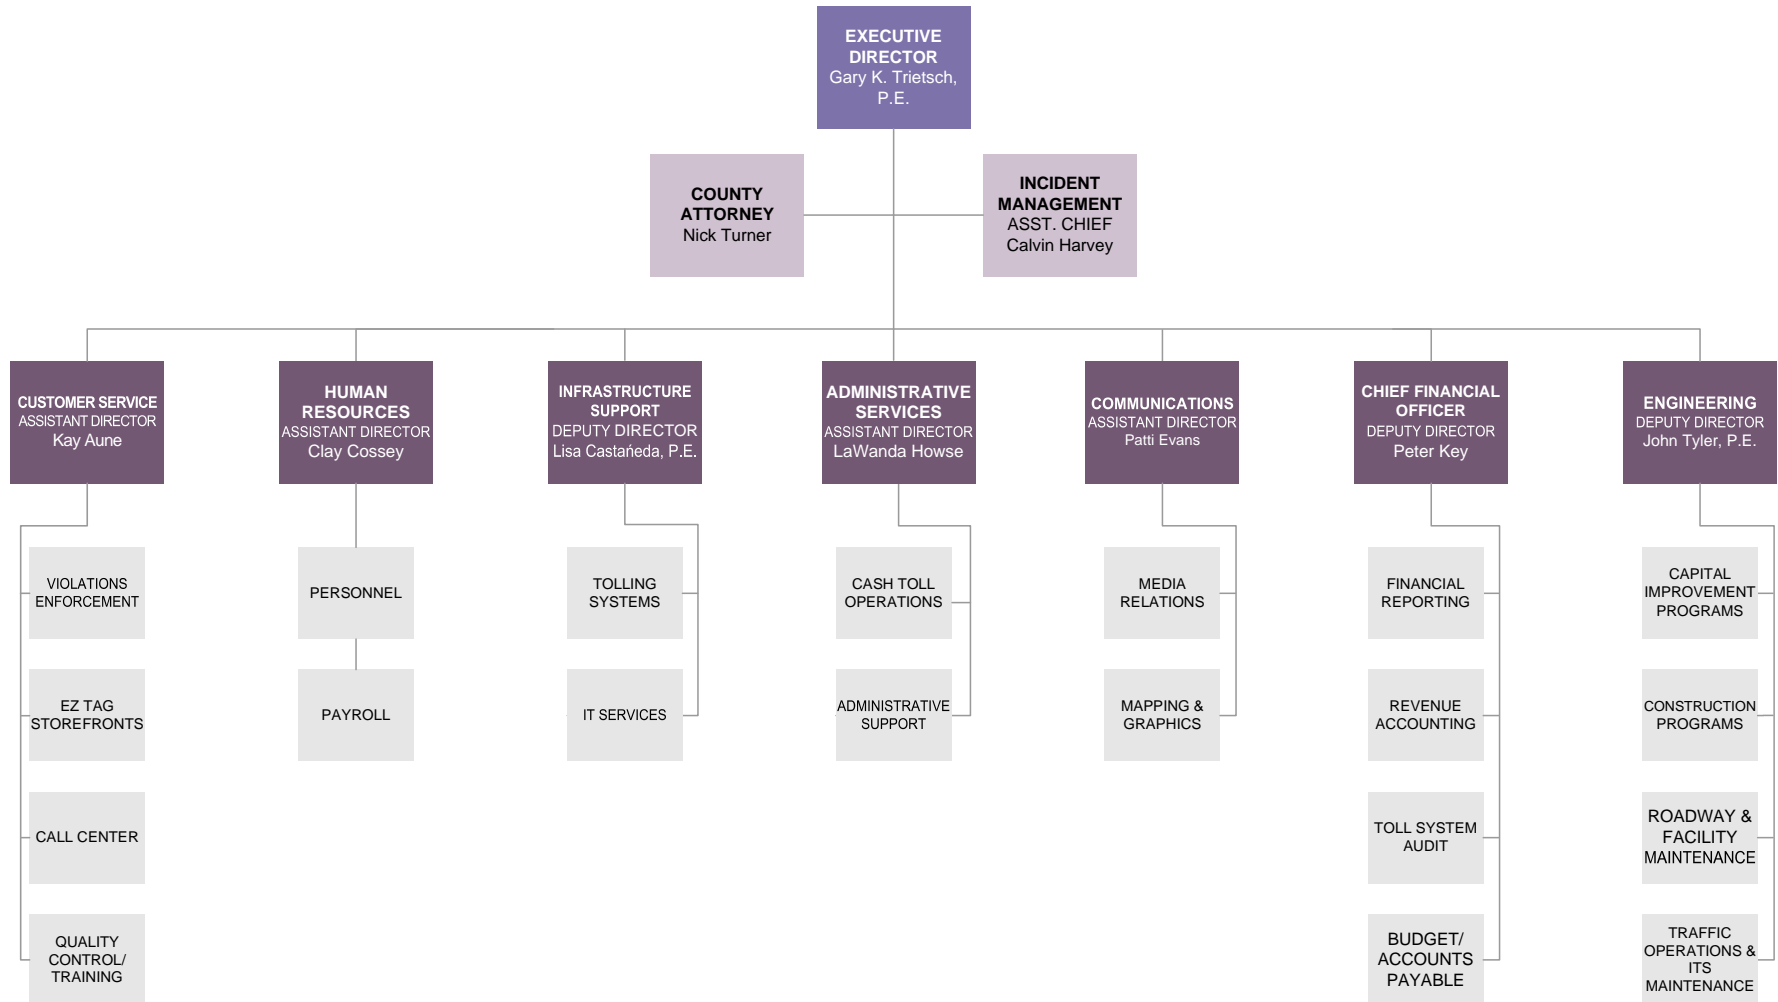 EXECUTIVE
DIRECTOR
Gary K. Trietsch,
P.E.
COUNTY
ATTORNEY
Nick Turner
INCIDENT
MANAGEMENT
ASST. CHIEF
Calvin Harvey
CUSTOMER SERVICE
ASSISTANT DIRECTOR
Kay Aune
HUMAN
RESOURCES
ASSISTANT DIRECTOR
Clay Cossey
INFRASTRUCTURE
SUPPORT
DEPUTY DIRECTOR
Lisa Castańeda, P.E.
ADMINISTRATIVE
SERVICES
ASSISTANT DIRECTOR
LaWanda Howse
COMMUNICATIONS
ASSISTANT DIRECTOR
Patti Evans
CHIEF FINANCIAL
OFFICER
DEPUTY DIRECTOR
Peter Key
ENGINEERING
DEPUTY DIRECTOR
John Tyler, P.E.
VIOLATIONS
ENFORCEMENT
EZ TAG
STOREFRONTS
CALL CENTER
QUALITY
CONTROL/
TRAINING
PERSONNEL
PAYROLL
TOLLING
SYSTEMS
IT SERVICES
CASH TOLL
OPERATIONS
ADMINISTRATIVE
SUPPORT
MEDIA
RELATIONS
MAPPING &
GRAPHICS
FINANCIAL
REPORTING
REVENUE
ACCOUNTING
TOLL SYSTEM
AUDIT
BUDGET/
ACCOUNTS
PAYABLE
CAPITAL
IMPROVEMENT
PROGRAMS
CONSTRUCTION
PROGRAMS
ROADWAY &
FACILITY
MAINTENANCE
TRAFFIC
OPERATIONS &
ITS
MAINTENANCE